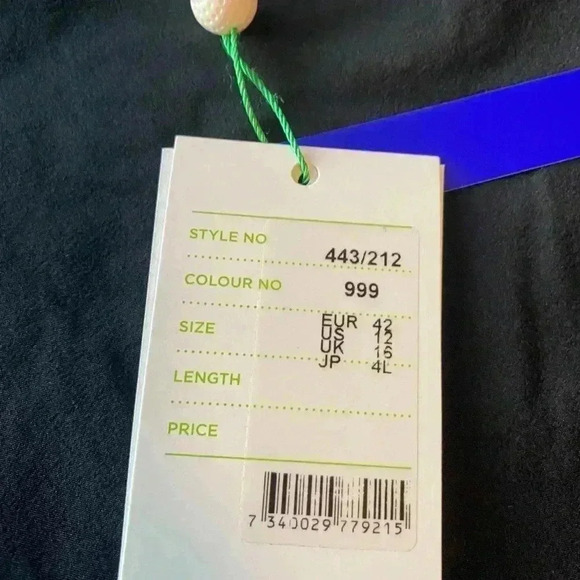 STYLE NO 443/212
COLOUR NO 999
SIZE EUR 42
US 12
UK 16
JP 4L
LENGTH
PRICE
7 340029 779215